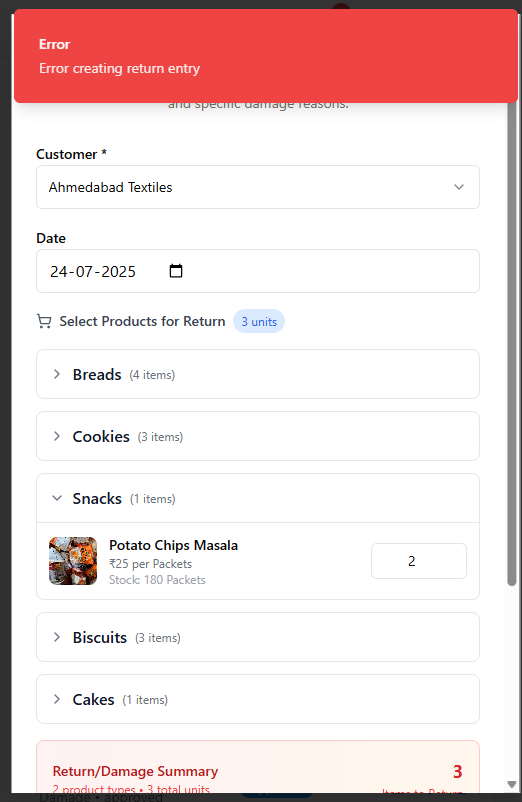 Error
Error creating return entry
and specific damage reasons.
Customer *
Ahmedabad Textiles
Date
24-07-2025
Select Products for Return 3 units
Breads (4 items)
Cookies (3 items)
Snacks (1 items)
Potato Chips Masala
₹25 per Packets
Stock: 180 Packets
2
Biscuits (3 items)
Cakes (1 items)
Return/Damage Summary 3
2 product types • 3 total units Items to Return
Damage • approved